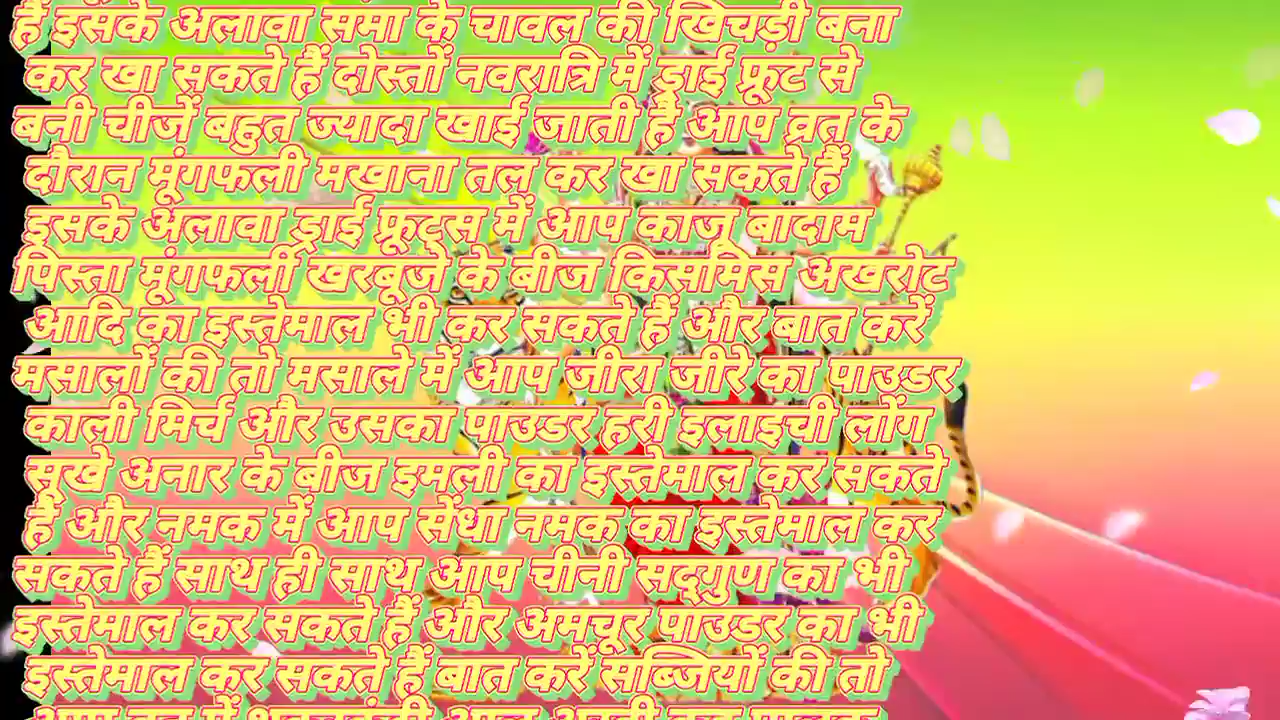 हैं इसके अलावा समा के चावल की खिचड़ी बना
कर खा सकते हैं दोस्तों नवरात्रि में ड्राई फ्रूट से
बनी चीजें बहुत ज्यादा खाई जाती है आप व्रत के
दौरान मूंगफली मखाना तल कर खा सकते हैं
इसके अलावा ड्राई फ्रूट्स में आप काजू बादाम
पिस्ता मूंगफली खरबूजे के बीज किसमिस अखरोट
आदि का इस्तेमाल भी कर सकते हैं और बात करें
मसालों की तो मसाले में आप जीरा जीरे का पाउडर
काली मिर्च और उसका पाउडर हरी इलाइची लोंग
सूखे अनार के बीज इमली का इस्तेमाल कर सकते
हैं और नमक में आप सेंधा नमक का इस्तेमाल कर
सकते हैं साथ ही साथ आप चीनी सद्गुण का भी
इस्तेमाल कर सकते हैं और अमचूर पाउडर का भी
इस्तेमाल कर सकते हैं बात करें सब्जियों की तो